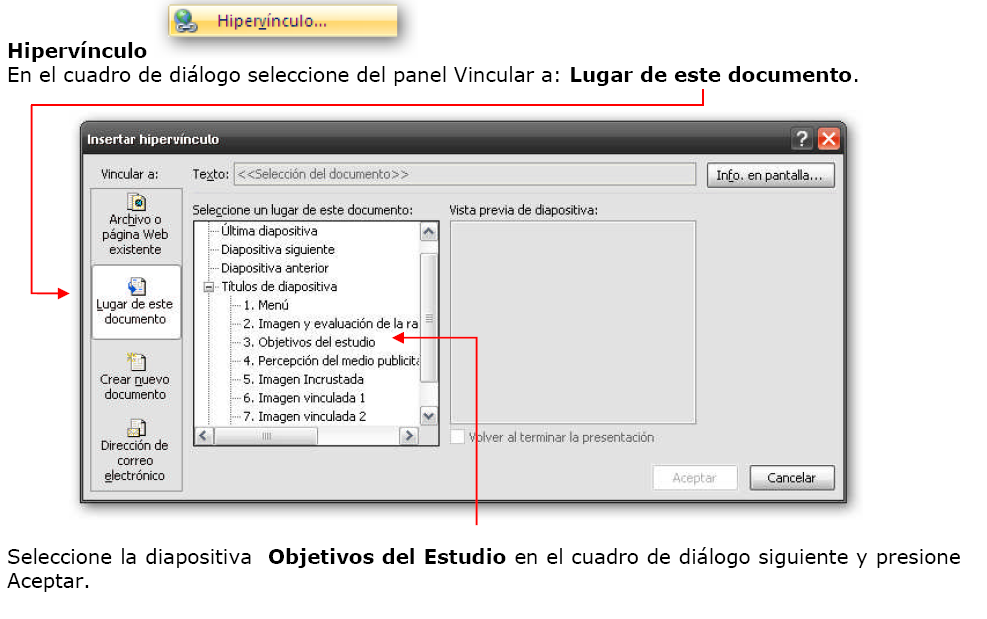 Hipervínculo...
Hipervínculo
En el cuadro de diálogo seleccione del panel Vincular a: Lugar de este documento.
Insertar hipervínculo
Vincular a:
Texto: <<Selección del documento>>
Info. en pantalla...
Archivo o
página Web
existente
Lugar de este
documento
Crear nuevo
documento
Dirección de
correo
electrónico
Seleccione un lugar de este documento:
Última diapositiva
Diapositiva siguiente
Diapositiva anterior
Títulos de diapositiva
1. Menú
2. Imagen y evaluación de la ra
3. Objetivos del estudio
4. Percepción del medio publicita
5. Imagen Incrustada
6. Imagen vinculada 1
7. Imagen vinculada 2
Vista previa de diapositiva:
Volver al terminar la presentación
Aceptar
Cancelar
Seleccione la diapositiva Objetivos del Estudio en el cuadro de diálogo siguiente y presione
Aceptar.